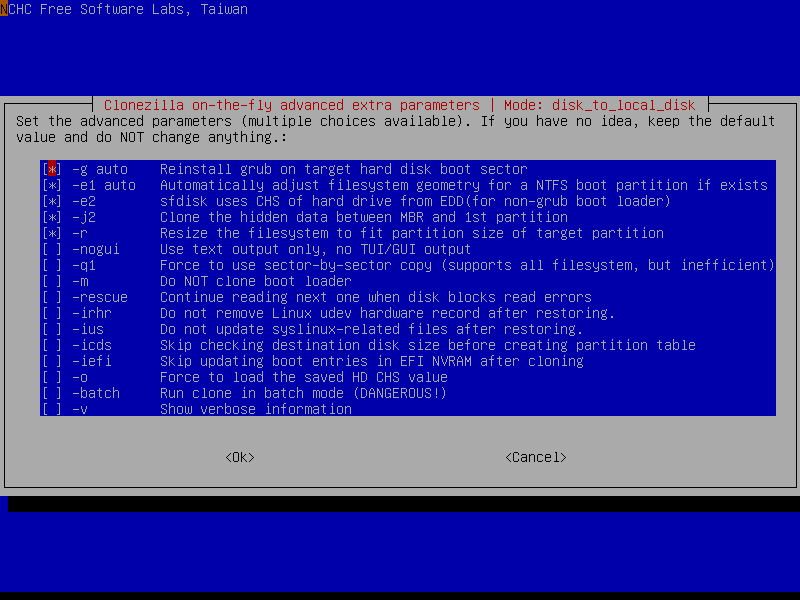 NCHC Free Software Labs, Taiwan
Clonezilla on-the-fly advanced extra parameters | Mode: disk_to_local_disk
Set the advanced parameters (multiple choices available). If you have no idea, keep the default
value and do NOT change anything.:
[*] -g auto    Reinstall grub on target hard disk boot sector
[*] -e1 auto   Automatically adjust filesystem geometry for a NTFS boot partition if exists
[*] -e2        sfdisk uses CHS of hard drive from EDD(for non-grub boot loader)
[*] -j2        Clone the hidden data between MBR and 1st partition
[*] -r         Resize the filesystem to fit partition size of target partition
[ ] -nogui     Use text output only, no TUI/GUI output
[ ] -q1        Force to use sector-by-sector copy (supports all filesystem, but inefficient)
[ ] -m         Do NOT clone boot loader
[ ] -rescue    Continue reading next one when disk blocks read errors
[ ] -irhr      Do not remove Linux udev hardware record after restoring.
[ ] -ius       Do not update syslinux-related files after restoring.
[ ] -icds      Skip checking destination disk size before creating partition table
[ ] -iefi      Skip updating boot entries in EFI NVRAM after cloning
[ ] -o         Force to load the saved HD CHS value
[ ] -batch     Run clone in batch mode (DANGEROUS!)
[ ] -v         Show verbose information
<Ok>                <Cancel>